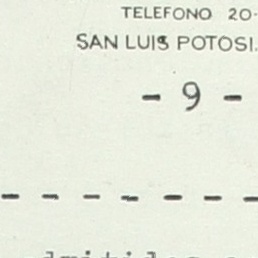 TELEFONO 20-
SAN LUIS POTOSI.
- 9 -
- - - - - - -